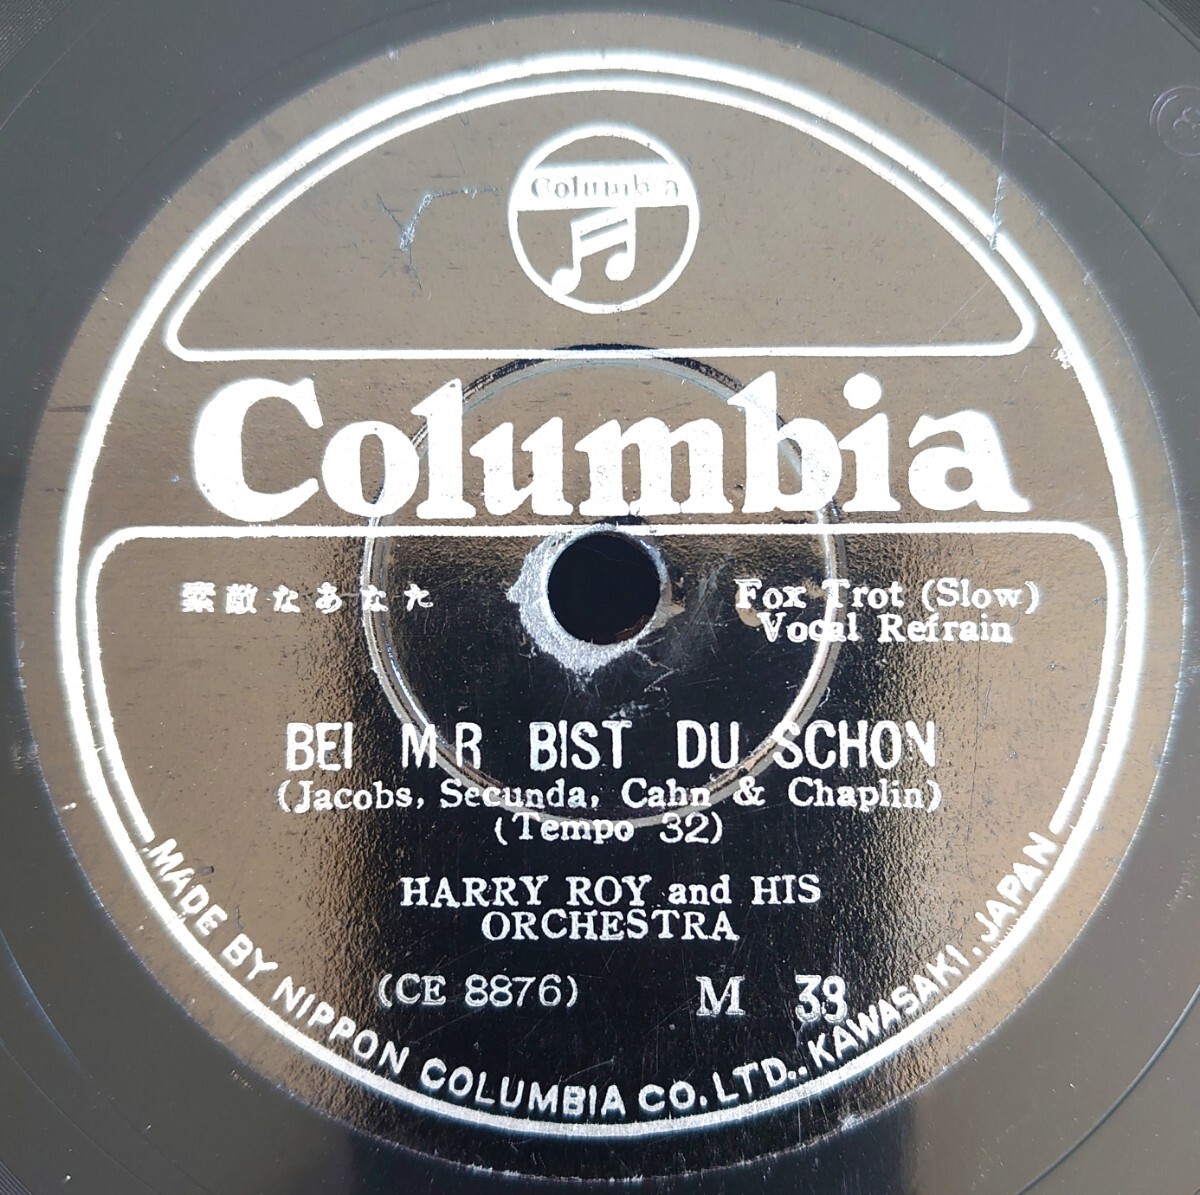 Columbia
Columbia
素敵なあなた
Fox Trot (Slow)
Vocal Refrain
BEI M R BIST DU SCHON
(Jacobs, Secunda, Cahn & Chaplin)
(Tempo 32)
HARRY ROY and HIS
ORCHESTRA
(CE 8876) M 39
MADE BY NIPPON COLUMBIA CO. LTD., KAWASAKI. JAPAN